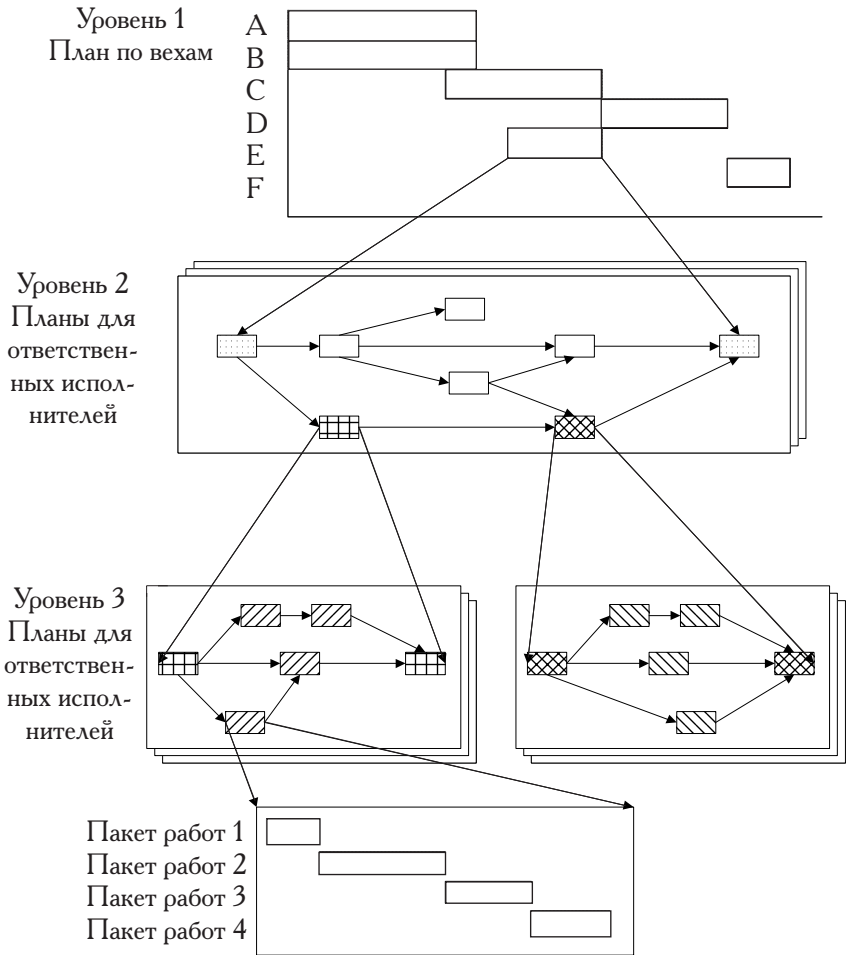 Уровень 1
План по вехам
A
B
C
D
E
F
Уровень 2
Планы для
ответствен-
ных испол-
нителей
Уровень 3
Планы для
ответствен-
ных испол-
нителей
Пакет работ 1
Пакет работ 2
Пакет работ 3
Пакет работ 4